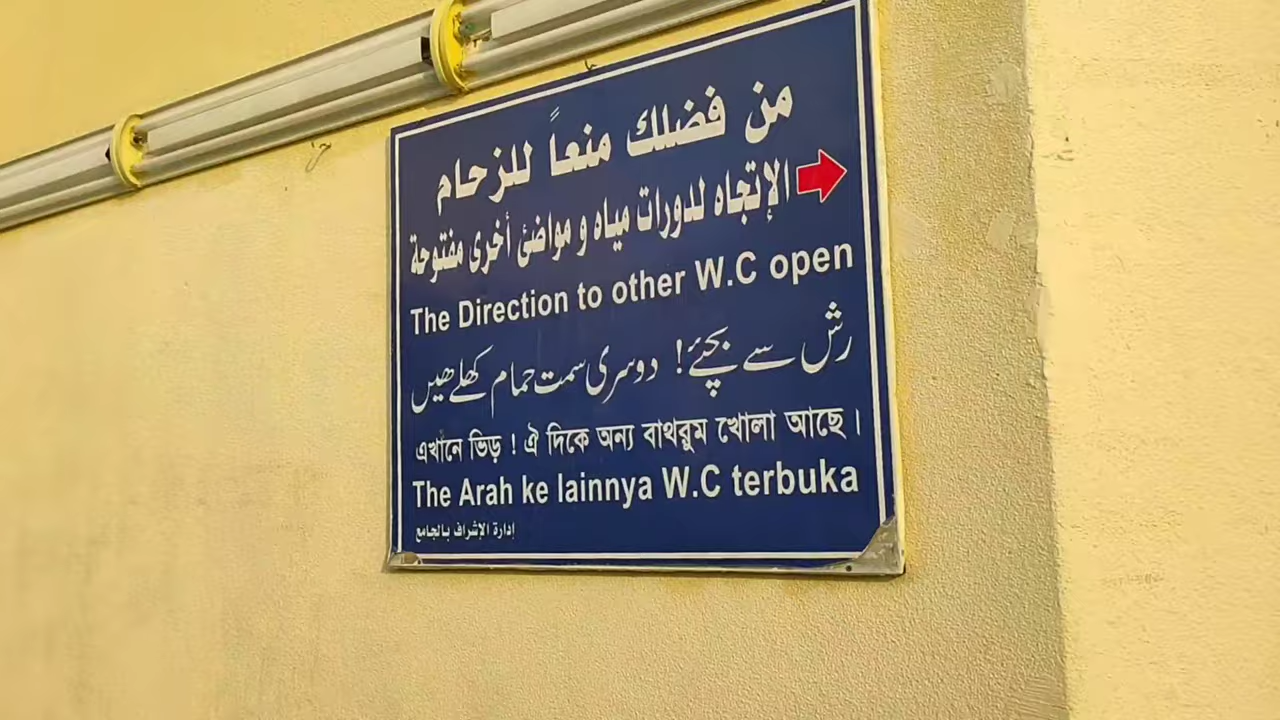 من فضلك منعاً للزحام
الإتجاه لدورات مياه و مواضئ أخرى مفتوحة
The Direction to other W.C open
رش سے بچئے! دوسری سمت حمام کھلے ھیں
এখানে ভিড় ! ঐ দিকে অন্য বাথরুম খোলা আছে।
The Arah ke lainnya W.C terbuka
إدارة الإشراف بالجامع